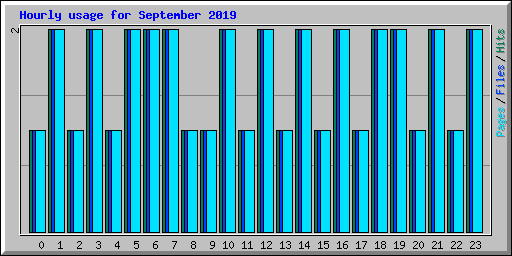 Hourly usage for September 2019
2
Pages/Files/Hits
0 1 2 3 4 5 6 7 8 9 10 11 12 13 14 15 16 17 18 19 20 21 22 23